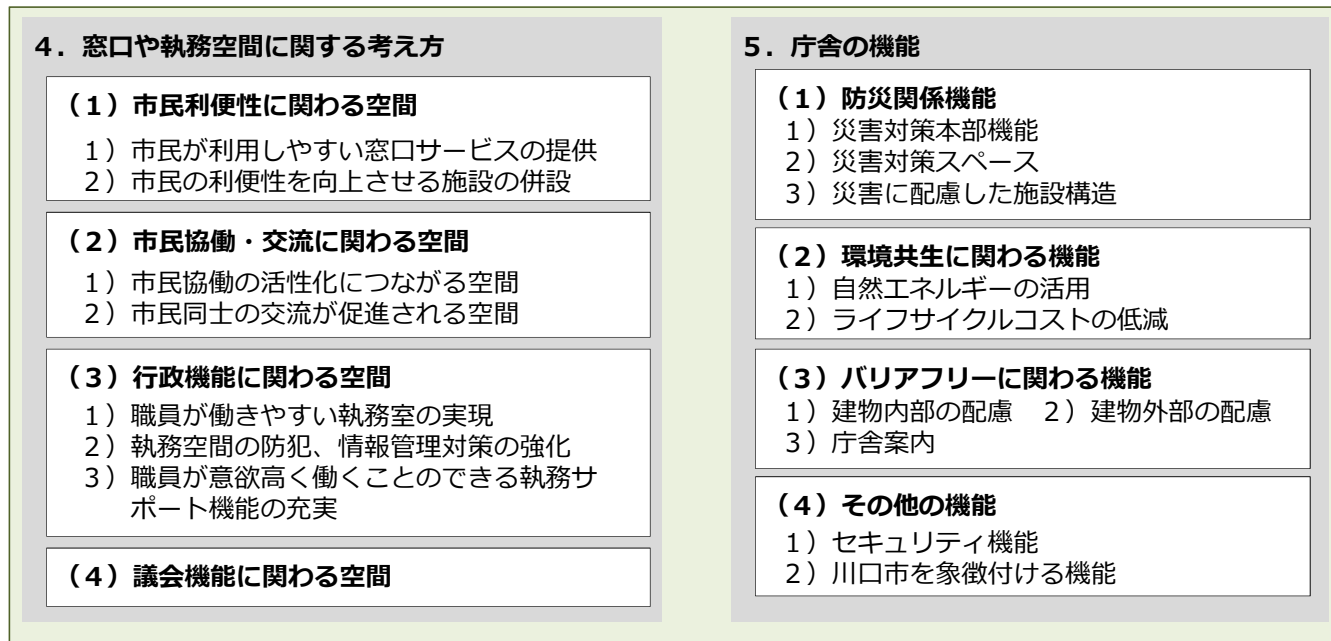 4．窓口や執務空間に関する考え方
（1）市民利便性に関わる空間
1）市民が利用しやすい窓口サービスの提供
2）市民の利便性を向上させる施設の併設
（2）市民協働・交流に関わる空間
1）市民協働の活性化につながる空間
2）市民同士の交流が促進される空間
（3）行政機能に関わる空間
1）職員が働きやすい執務室の実現
2）執務空間の防犯、情報管理対策の強化
3）職員が意欲高く働くことのできる執務サ
ポート機能の充実
（4）議会機能に関わる空間
5．庁舎の機能
（1）防災関係機能
1）災害対策本部機能
2）災害対策スペース
3）災害に配慮した施設構造
（2）環境共生に関わる機能
1）自然エネルギーの活用
2）ライフサイクルコストの低減
（3）バリアフリーに関わる機能
1）建物内部の配慮　2）建物外部の配慮
3）庁舎案内
（4）その他の機能
1）セキュリティ機能
2）川口市を象徴付ける機能